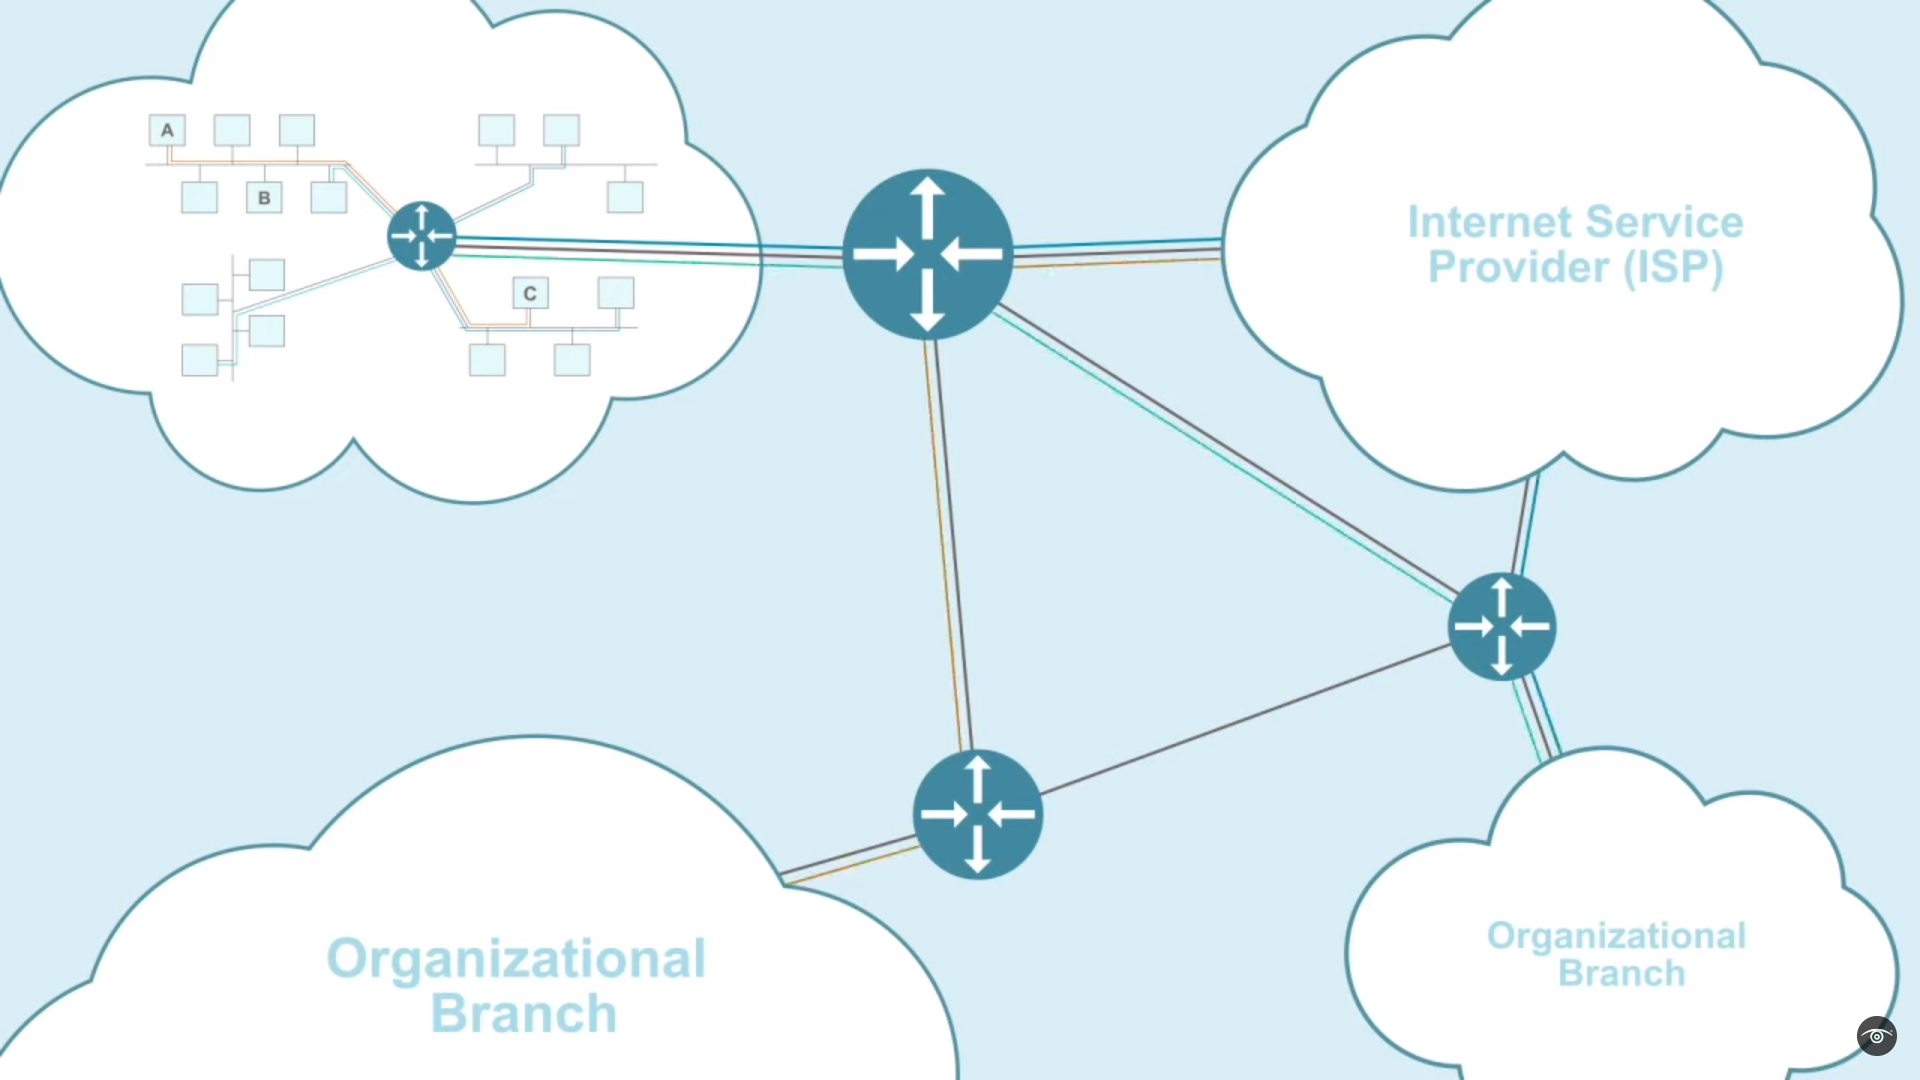 A
B
C
Internet Service
Provider (ISP)
Organizational
Branch
Organizational
Branch